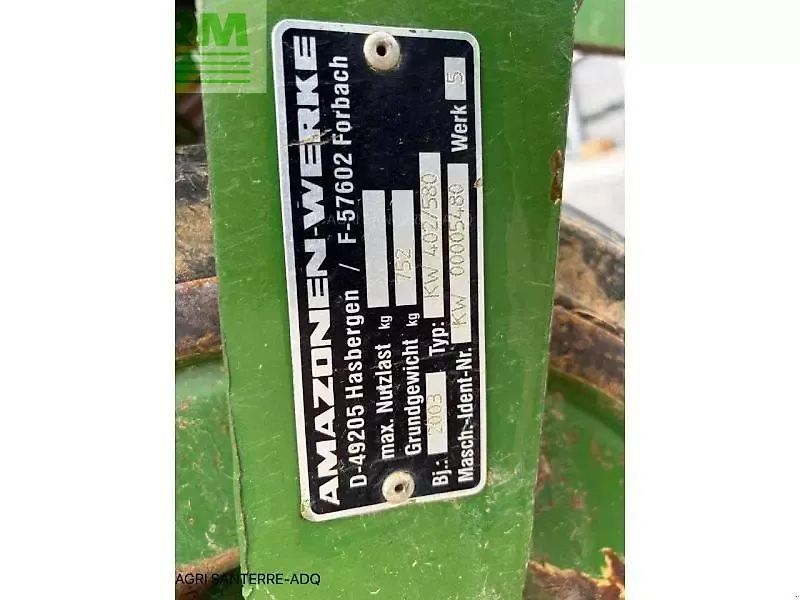 RM
AMAZONEN-WERKE
D-49205 Hasbergen / F-57602 Forbach
max. Nutzlast kg
Grundgewicht kg 752
Bj.: 2003 Typ: KW 402/580
Masch.-Ident-Nr. KW 00005480 Werk 5
AGRI SANTERRE-ADQ